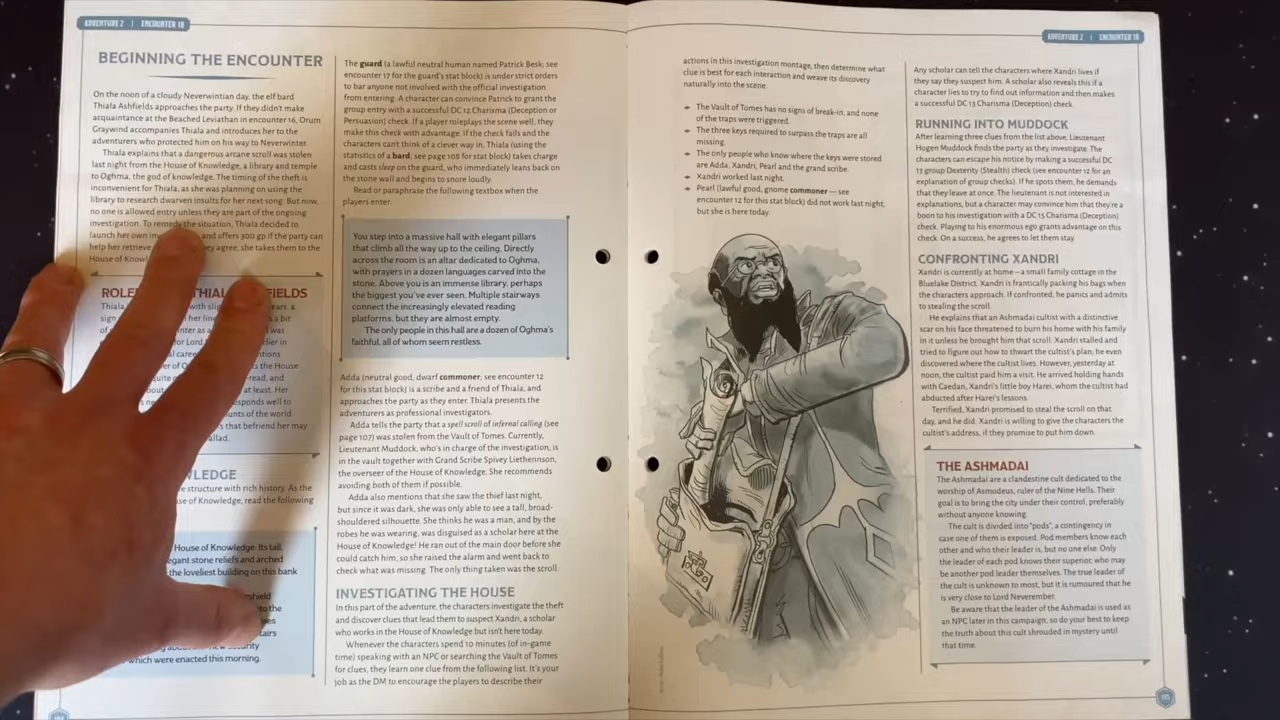 ADVENTURE 2 | ENCOUNTER 18
BEGINNING THE ENCOUNTER
On the noon of a cloudy Neverwintian day, the elf bard
Thiala Ashfields approaches the party. If they didn't make
acquaintance at the Beached Leviathan in encounter 16, Orum
Graywind accompanies Thiala and introduces her to the
adventurers who protected him on his way to Neverwinter.
Thiala explains that a dangerous arcane scroll was stolen
last night from the House of Knowledge, a library and temple
to Oghma, the god of knowledge. The timing of the theft is
inconvenient for Thiala, as she was planning on using the
library to research dwarven insults for her next song. But now,
no one is allowed entry unless they are part of the ongoing
investigation. To remedy the situation, Thiala decided to
launch her own and offers 300 gp if the party can
help her retrieve they agree, she takes them to the
House of
THIAL FIELDS
Thiala, with
sign her
as a bit
was
for Lord lier in
career
er of the House
quite -read, and
at least. Her
responds well to
of the world
that befriend her may
ballad.
WLEDGE
structure with rich history. As the
se of Knowledge, read the following
House of Knowledge. Its tall,
stone reliefs and arched
the loveliest building on this bank
to the
stairs
security
which were enacted this morning.
The guard (a lawful neutral human named Patrick Besk; see
encounter 17 for the guard's stat block) is under strict orders
to bar anyone not involved with the official investigation
from entering. A character can convince Patrick to grant the
group entry with a successful DC 12 Charisma (Deception or
Persuasion) check. If a player roleplays the scene well, they
make this check with advantage. If the check fails and the
characters can't think of a clever way in, Thiala (using the
statistics of a bard, see page 108 for stat block) takes charge
and casts sleep on the guard, who immediately leans back on
the stone wall and begins to snore loudly.
Read or paraphrase the following textbox when the
players enter.
You step into a massive hall with elegant pillars
that climb all the way up to the ceiling. Directly
across the room is an altar dedicated to Oghma,
with prayers in a dozen languages carved into the
stone. Above you is an immense library, perhaps
the biggest you've ever seen. Multiple stairways
connect the increasingly elevated reading
platforms, but they are almost empty.
The only people in this hall are a dozen of Oghma's
faithful, all of whom seem restless.
Adda (neutral good, dwarf commoner; see encounter 12
for this stat block) is a scribe and a friend of Thiala, and
approaches the party as they enter. Thiala presents the
adventurers as professional investigators.
Adda tells the party that a spell scroll of infernal calling (see
page 107) was stolen from the Vault of Tomes. Currently,
Lieutenant Muddock, who's in charge of the investigation, is
in the vault together with Grand Scribe Spivey Liethennson,
the overseer of the House of Knowledge. She recommends
avoiding both of them if possible.
Adda also mentions that she saw the thief last night,
but since it was dark, she was only able to see a tall, broad-
shouldered silhouette. She thinks he was a man, and by the
robes he was wearing, was disguised as a scholar here at the
House of Knowledge! He ran out of the main door before she
could catch him, so she raised the alarm and went back to
check what was missing. The only thing taken was the scroll.
INVESTIGATING THE HOUSE
In this part of the adventure, the characters investigate the theft
and discover clues that lead them to suspect Xandri, a scholar
who works in the House of Knowledge but isn't here today.
Whenever the characters spend 10 minutes (of in-game
time) speaking with an NPC or searching the Vault of Tomes
for clues, they learn one clue from the following list. It's your
job as the DM to encourage the players to describe their
ADVENTURE 2 | ENCOUNTER 18
actions in this investigation montage, then determine what
clue is best for each interaction and weave its discovery
naturally into the scene.
The Vault of Tomes has no signs of break-in, and none
of the traps were triggered.
The three keys required to surpass the traps are all
missing.
The only people who know where the keys were stored
are Adda, Xandri, Pearl and the grand scribe.
Xandri worked last night.
Pearl (lawful good, gnome commoner — see
encounter 12 for this stat block) did not work last night,
but she is here today.
Any scholar can tell the characters where Xandri lives if
they say they suspect him. A scholar also reveals this if a
character lies to try to find out information and then makes
a successful DC 13 Charisma (Deception) check.
RUNNING INTO MUDDOCK
After learning three clues from the list above, Lieutenant
Hogen Muddock finds the party as they investigate. The
characters can escape his notice by making a successful DC
13 group Dexterity (Stealth) check (see encounter 12 for an
explanation of group checks). If he spots them, he demands
that they leave at once. The lieutenant is not interested in
explanations, but a character may convince him that they're a
boon to his investigation with a DC 15 Charisma (Deception)
check. Playing to his enormous ego grants advantage on this
check. On a success, he agrees to let them stay.
CONFRONTING XANDRI
Xandri is currently at home – a small family cottage in the
Bluelake District. Xandri is frantically packing his bags when
the characters approach. If confronted, he panics and admits
to stealing the scroll.
He explains that an Ashmadai cultist with a distinctive
scar on his face threatened to burn his home with his family
in it unless he brought him that scroll. Xandri stalled and
tried to figure out how to thwart the cultist's plan; he even
discovered where the cultist lives. However, yesterday at
noon, the cultist paid him a visit. He arrived holding hands
with Caedan, Xandri's little boy Harei, whom the cultist had
abducted after Harei's lessons.
Terrified, Xandri promised to steal the scroll on that
day, and he did. Xandri is willing to give the characters the
cultist's address, if they promise to put him down.
THE ASHMADAI
The Ashmadai are a clandestine cult dedicated to the
worship of Asmodeus, ruler of the Nine Hells. Their
goal is to bring the city under their control, preferably
without anyone knowing.
The cult is divided into "pods", a contingency in
case one of them is exposed. Pod members know each
other and who their leader is, but no one else. Only
the leader of each pod knows their superior, who may
be another pod leader themselves. The true leader of
the cult is unknown to most, but it is rumoured that he
is very close to Lord Neverember.
Be aware that the leader of the Ashmadai is used as
an NPC later in this campaign, so do your best to keep
the truth about this cult shrouded in mystery until
that time.